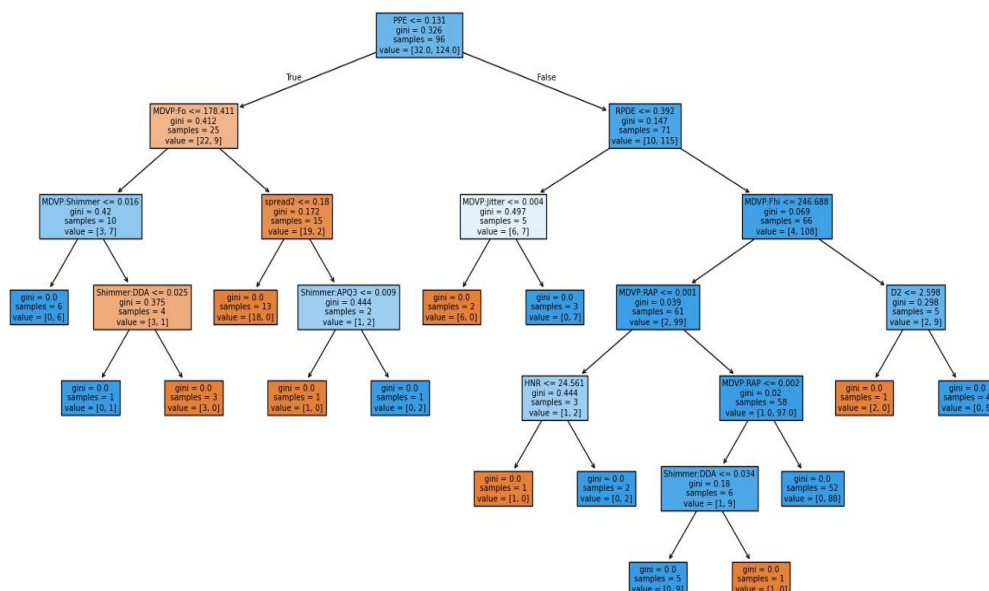 PPE <= 0.131
gini = 0.326
samples = 96
value = [32.0, 124.0]
True
False
MDVP:Fo <= 178.411
gini = 0.412
samples = 25
value = [22, 9]
RPDE <= 0.392
gini = 0.147
samples = 71
value = [10, 115]
MDVP:Shimmer <= 0.016
gini = 0.42
samples = 10
value = [3, 7]
spread2 <= 0.18
gini = 0.172
samples = 15
value = [19, 2]
MDVP:Jitter <= 0.004
gini = 0.497
samples = 5
value = [6, 7]
MDVP:Fhi <= 246.688
gini = 0.069
samples = 66
value = [4, 108]
gini = 0.0
samples = 6
value = [0, 6]
Shimmer:DDA <= 0.025
gini = 0.375
samples = 4
value = [3, 1]
gini = 0.0
samples = 13
value = [18, 0]
Shimmer:APQ3 <= 0.009
gini = 0.444
samples = 2
value = [1, 2]
gini = 0.0
samples = 2
value = [6, 0]
gini = 0.0
samples = 3
value = [0, 7]
MDVP:RAP <= 0.001
gini = 0.039
samples = 61
value = [2, 99]
D2 <= 2.598
gini = 0.298
samples = 5
value = [2, 9]
gini = 0.0
samples = 1
value = [0, 1]
gini = 0.0
samples = 3
value = [3, 0]
gini = 0.0
samples = 1
value = [1, 0]
gini = 0.0
samples = 1
value = [0, 2]
HNR <= 24.561
gini = 0.444
samples = 3
value = [1, 2]
MDVP:RAP <= 0.002
gini = 0.02
samples = 58
value = [1.0, 97.0]
gini = 0.0
samples = 1
value = [2, 0]
gini = 0.0
samples = 4
value = [0, 9]
gini = 0.0
samples = 1
value = [1, 0]
gini = 0.0
samples = 2
value = [0, 2]
Shimmer:DDA <= 0.034
gini = 0.18
samples = 6
value = [1, 9]
gini = 0.0
samples = 52
value = [0, 88]
gini = 0.0
samples = 5
value = [0, 9]
gini = 0.0
samples = 1
value = [1, 0]